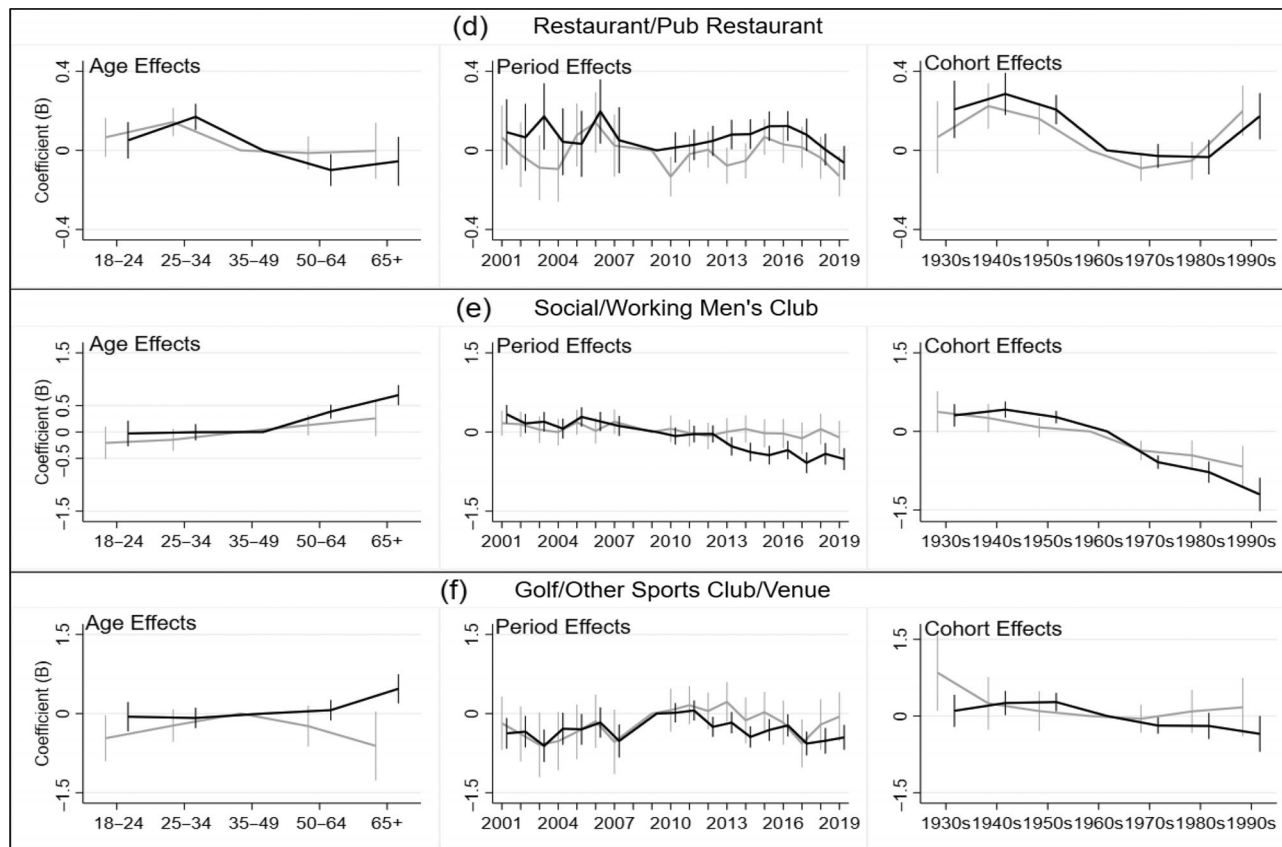 (d) Restaurant/Pub Restaurant
Age Effects
Period Effects
Cohort Effects
Coefficient (B)
0.4
0
−0.4
18–24 25–34 35–49 50–64 65+
2001 2004 2007 2010 2013 2016 2019
0.4
0
−0.4
1930s 1940s 1950s 1960s 1970s 1980s 1990s
0.4
0
−0.4
(e) Social/Working Men's Club
Age Effects
Period Effects
Cohort Effects
Coefficient (B)
1.5
0.5
0
−0.5
−1.5
18–24 25–34 35–49 50–64 65+
1.5
0
−1.5
2001 2004 2007 2010 2013 2016 2019
1.5
0
−1.5
1930s 1940s 1950s 1960s 1970s 1980s 1990s
(f) Golf/Other Sports Club/Venue
Age Effects
Period Effects
Cohort Effects
Coefficient (B)
1.5
0
−1.5
18–24 25–34 35–49 50–64 65+
1.5
0
−1.5
2001 2004 2007 2010 2013 2016 2019
1.5
0
−1.5
1930s 1940s 1950s 1960s 1970s 1980s 1990s